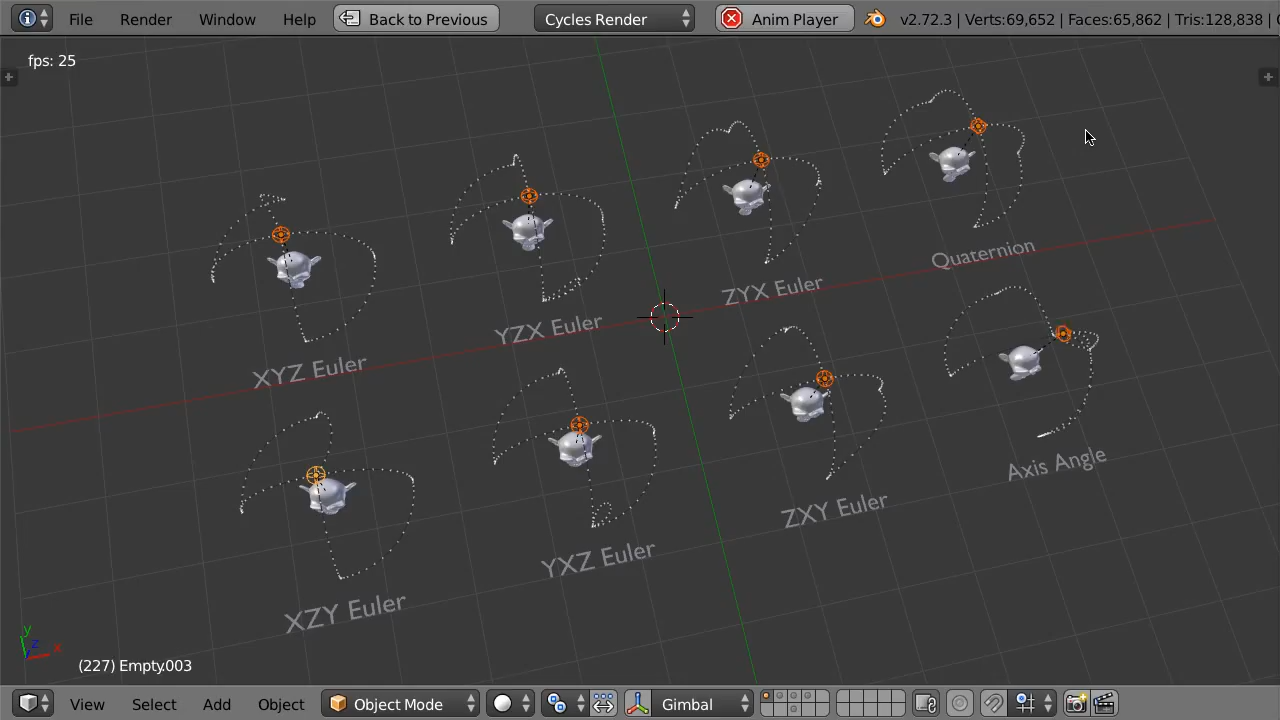 File Render Window Help Back to Previous Cycles Render Anim Player v2.72.3 | Verts:69,652 | Faces:65,862 | Tris:128,838 |
fps: 25
Quaternion
ZYX Euler
YZX Euler
XYZ Euler
Axis Angle
ZXY Euler
YXZ Euler
XZY Euler
y
z
x
(227) Empty.003
View Select Add Object Object Mode Gimbal